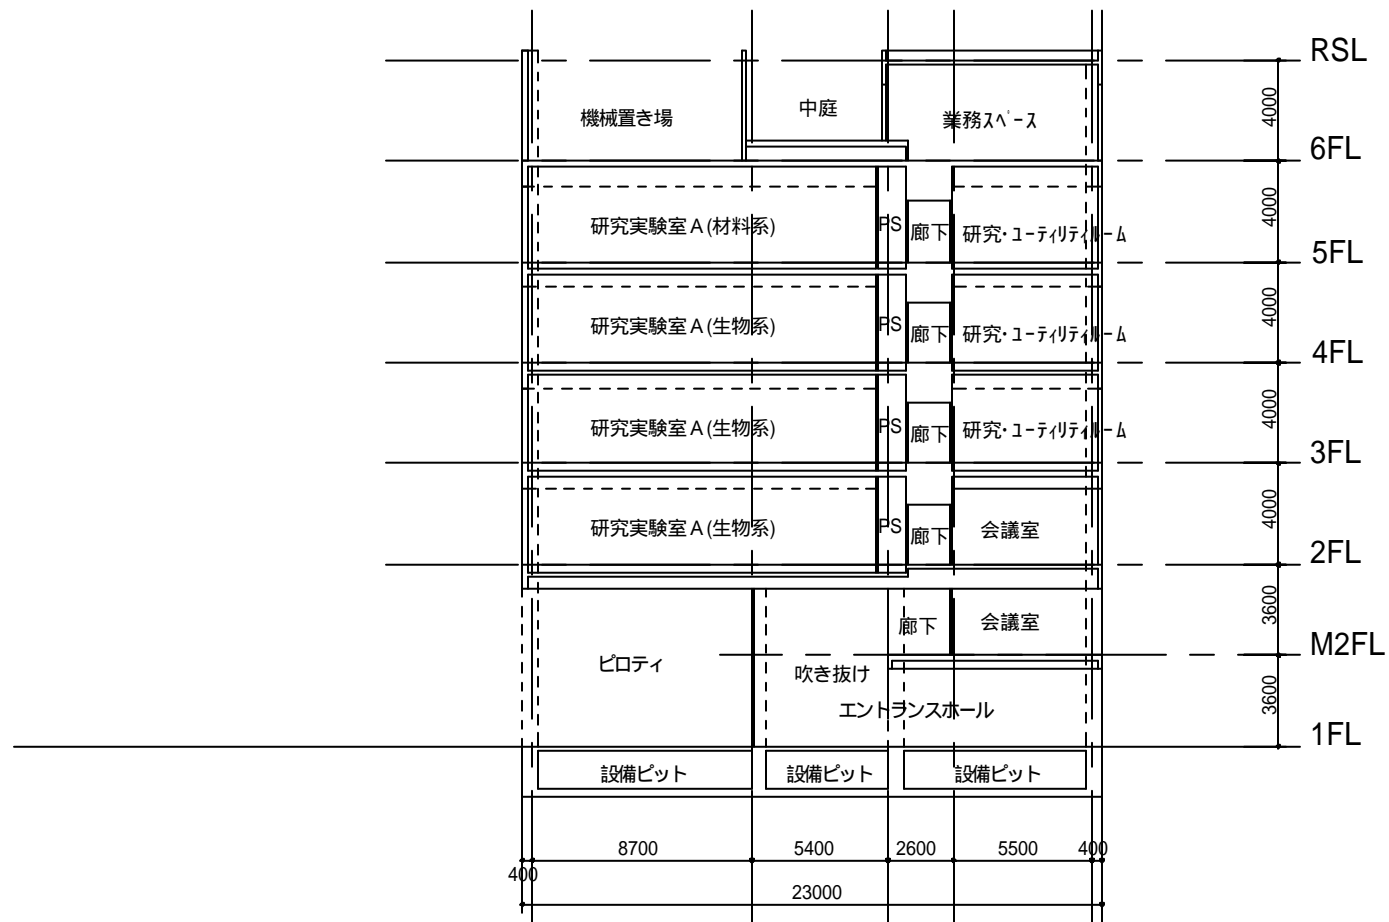 RSL
機械置き場
中庭
業務スペース
4000
6FL
研究実験室A(材料系)
PS
廊下
研究・ユーティリティルーム
4000
5FL
研究実験室A(生物系)
PS
廊下
研究・ユーティリティルーム
4000
4FL
研究実験室A(生物系)
PS
廊下
研究・ユーティリティルーム
4000
3FL
研究実験室A(生物系)
PS
廊下
会議室
4000
2FL
廊下
会議室
3600
M2FL
ピロティ
吹き抜け
エントランスホール
3600
1FL
設備ピット
設備ピット
設備ピット
8700
5400
2600
5500
400
400
23000